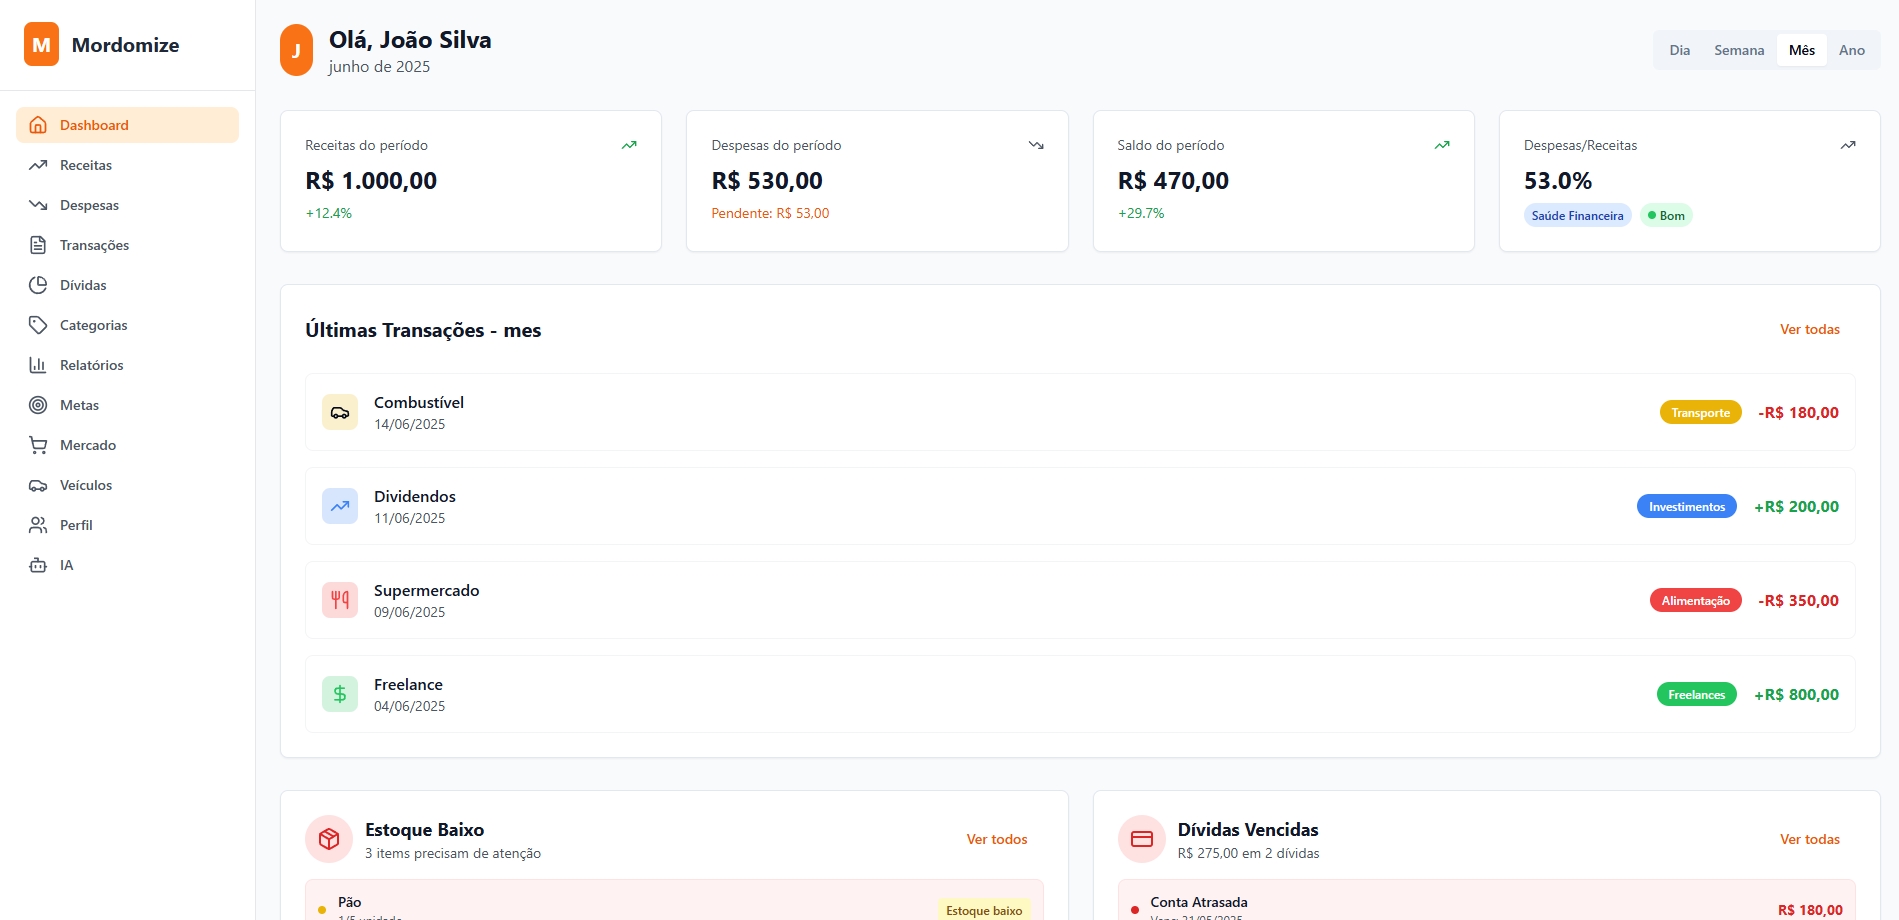 M Mordomize
Dashboard
Receitas
Despesas
Transações
Dívidas
Categorias
Relatórios
Metas
Mercado
Veículos
Perfil
IA
J
Olá, João Silva
junho de 2025
Dia Semana Mês Ano
Receitas do período
R$ 1.000,00
+12.4%
Despesas do período
R$ 530,00
Pendente: R$ 53,00
Saldo do período
R$ 470,00
+29.7%
Despesas/Receitas
53.0%
Saúde Financeira Bom
Últimas Transações - mes
Ver todas
Combustível
14/06/2025
Transporte -R$ 180,00
Dividendos
11/06/2025
Investimentos +R$ 200,00
Supermercado
09/06/2025
Alimentação -R$ 350,00
Freelance
04/06/2025
Freelances +R$ 800,00
Estoque Baixo
3 items precisam de atenção
Ver todos
Pão
Estoque baixo
Dívidas Vencidas
R$ 275,00 em 2 dívidas
Ver todas
Conta Atrasada
R$ 180,00